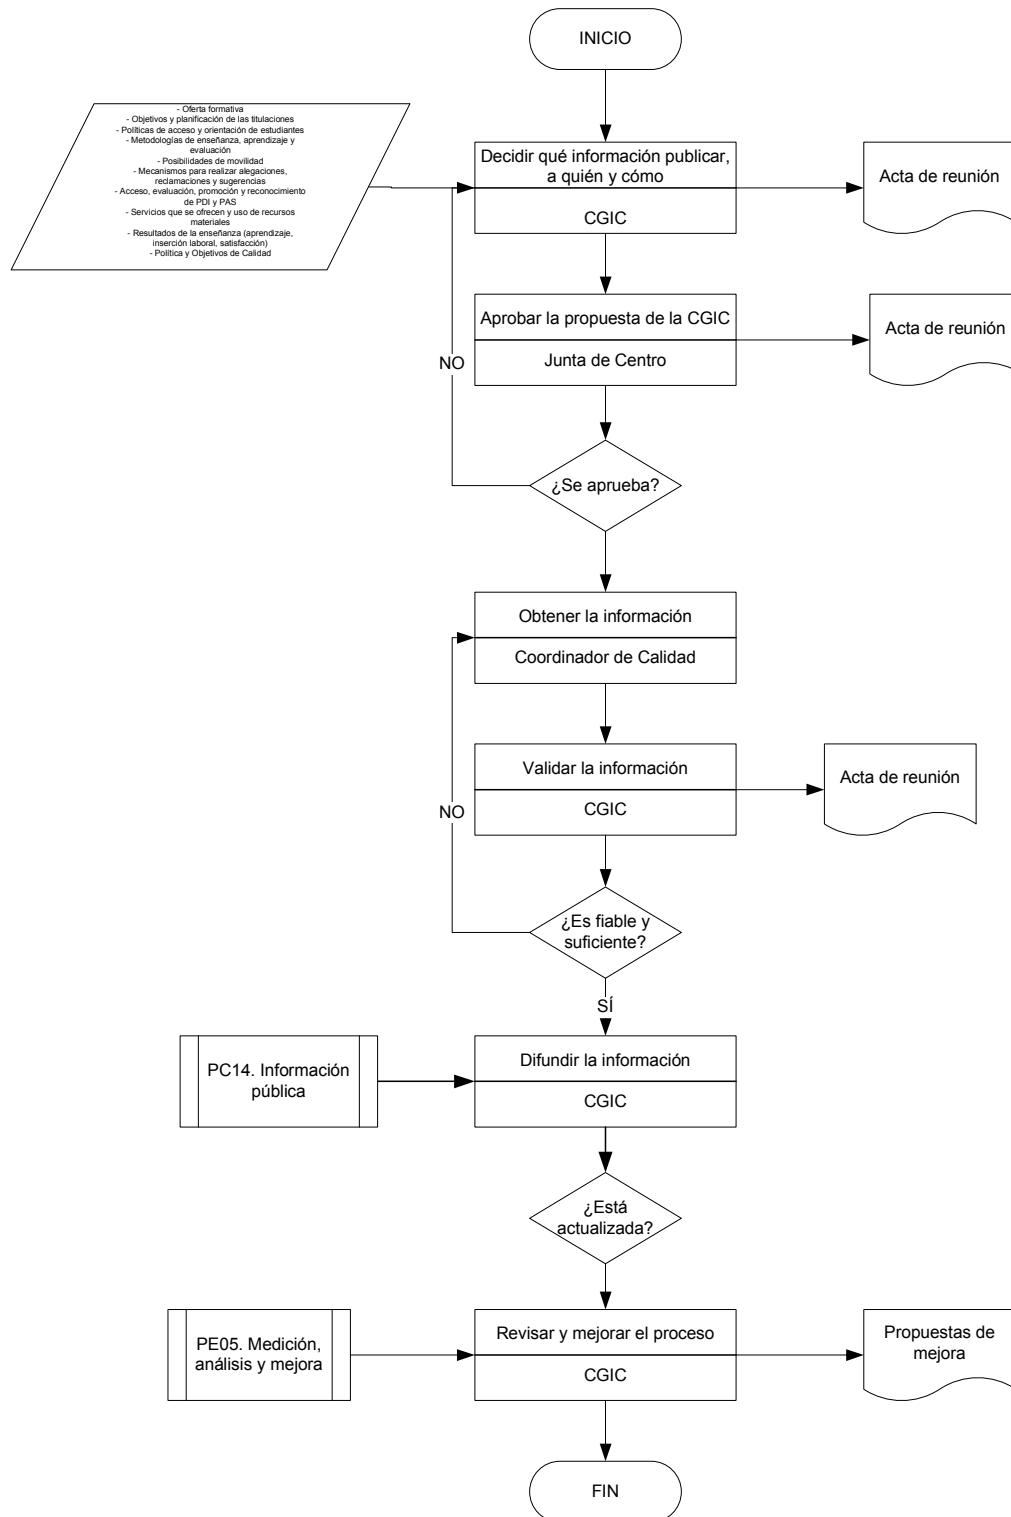 INICIO
- Oferta formativa
- Objetivos y planificación de las titulaciones
- Políticas de acceso y orientación de estudiantes
- Metodologías de enseñanza, aprendizaje y
evaluación
- Posibilidades de movilidad
- Mecanismos para realizar alegaciones,
reclamaciones y sugerencias
- Acceso, evaluación, promoción y reconocimiento
de PDI y PAS
- Servicios que se ofrecen y uso de recursos
materiales
- Resultados de la enseñanza (aprendizaje,
inserción laboral, satisfacción)
- Política y Objetivos de Calidad
Decidir qué información publicar,
a quién y cómo
CGIC
Acta de reunión
Aprobar la propuesta de la CGIC
Junta de Centro
Acta de reunión
NO
¿Se aprueba?
Obtener la información
Coordinador de Calidad
Validar la información
CGIC
Acta de reunión
NO
¿Es fiable y
suficiente?
SÍ
PC14. Información
pública
Difundir la información
CGIC
¿Está
actualizada?
PE05. Medición,
análisis y mejora
Revisar y mejorar el proceso
CGIC
Propuestas de
mejora
FIN